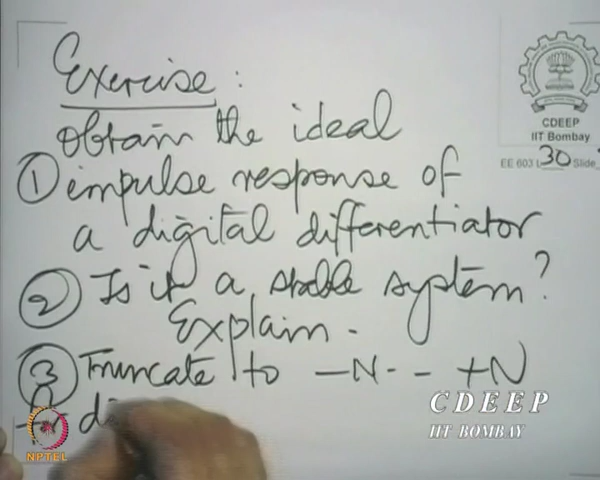 Exercise :
obtain the ideal
① impulse response of
a digital differentiator
② Is it a stable system?
Explain.
③ Truncate to -N - - +N
CDEEP
IIT Bombay
EE 603 L 30 Slide
CDEEP
IIT BOMBAY
NPTEL